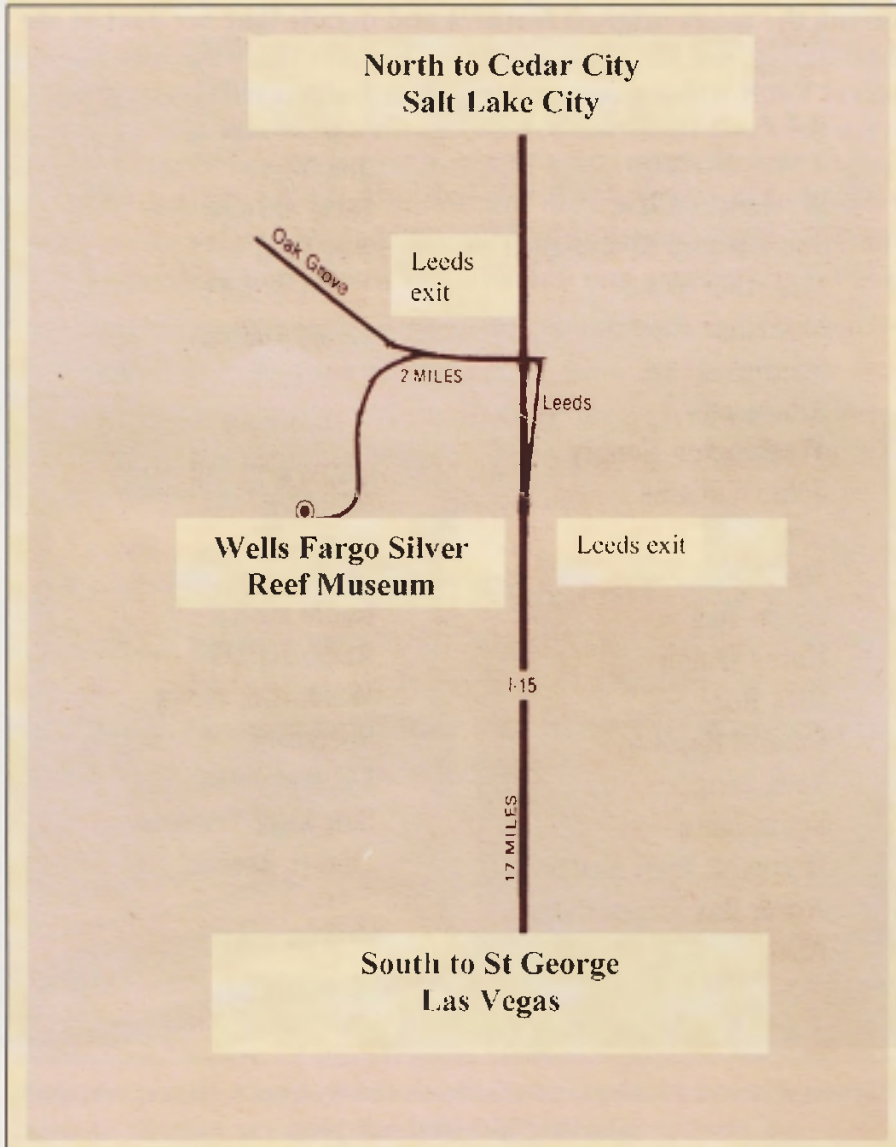 North to Cedar City
Salt Lake City
Oak Grove
Leeds
exit
2 MILES
Leeds
Wells Fargo Silver
Reef Museum
Leeds exit
I-15
17 MILES
South to St George
Las Vegas